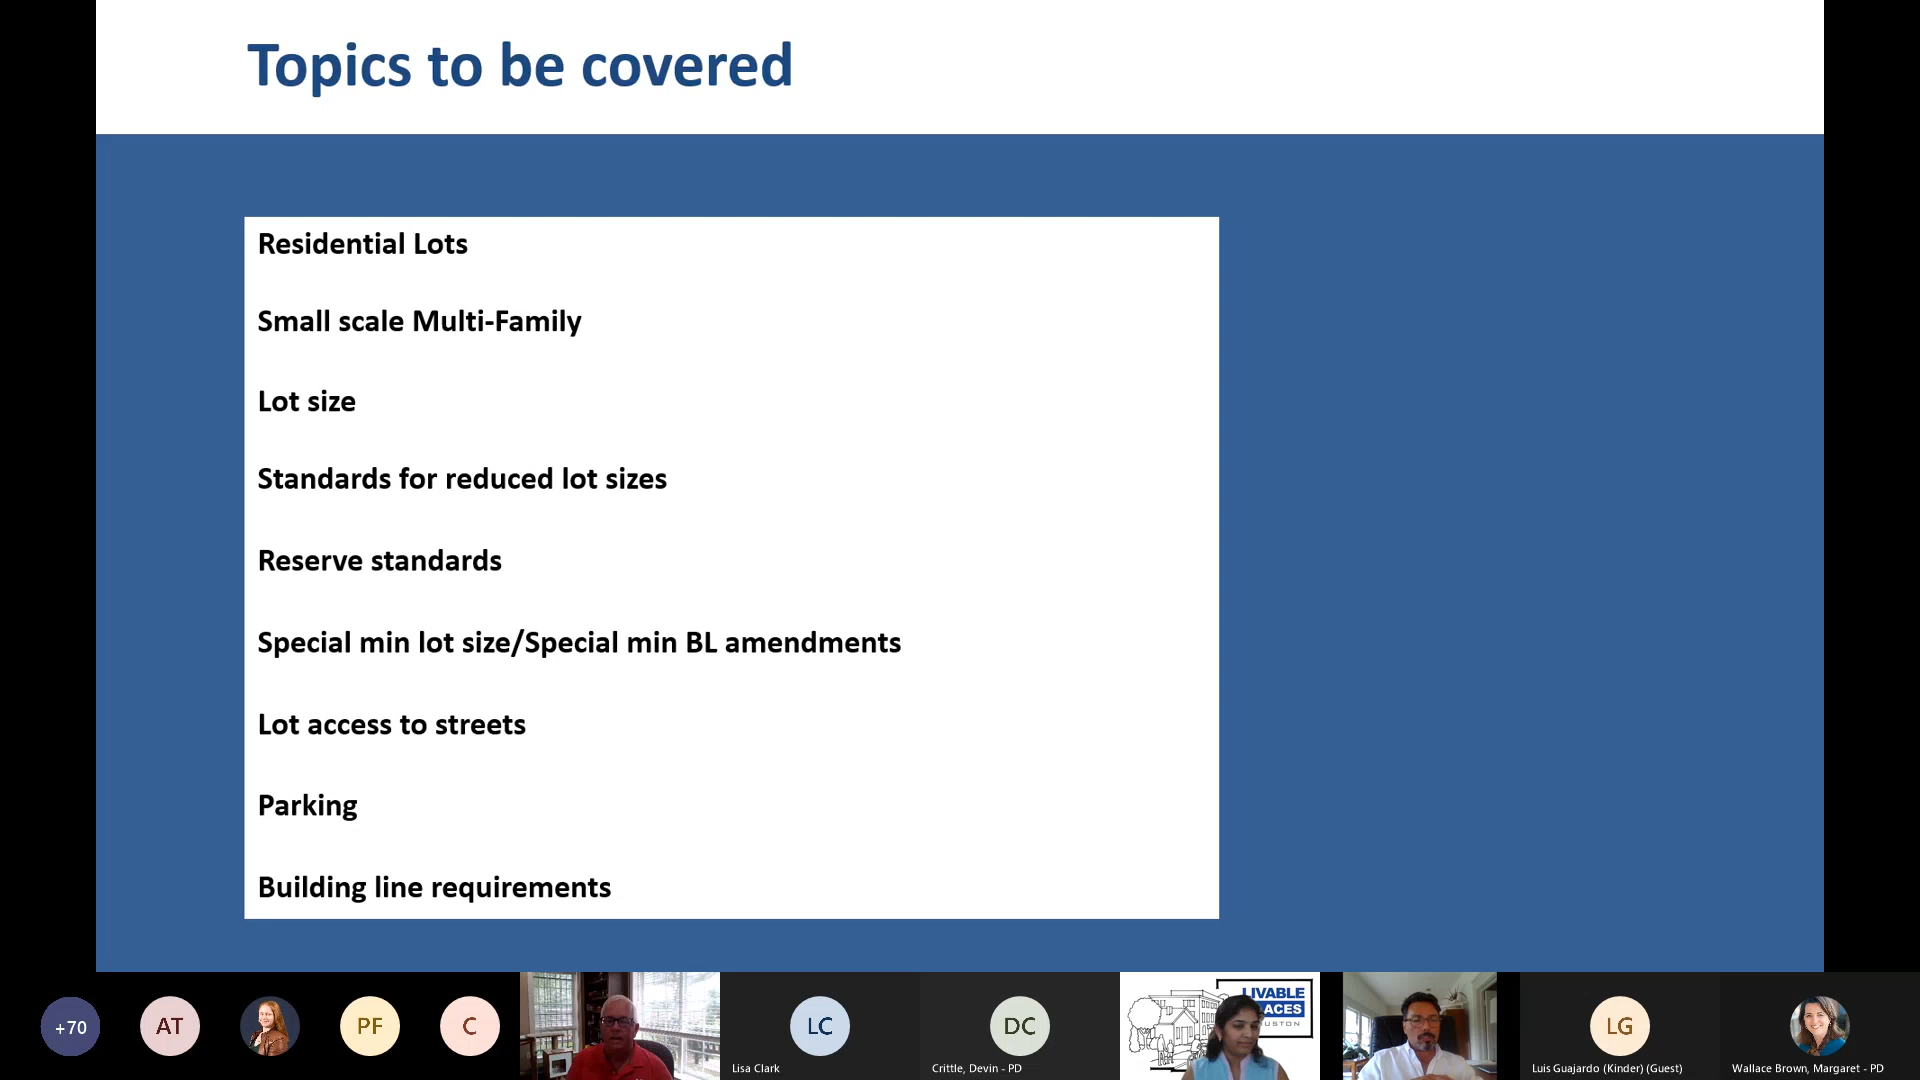 Topics to be covered
Residential Lots
Small scale Multi-Family
Lot size
Standards for reduced lot sizes
Reserve standards
Special min lot size/Special min BL amendments
Lot access to streets
Parking
Building line requirements
+70
AT
PF
C
LC
Lisa Clark
DC
Crittle, Devin - PD
LIVABLE
LG
Luis Guajardo (Kinder) (Guest)
Wallace Brown, Margaret - PD